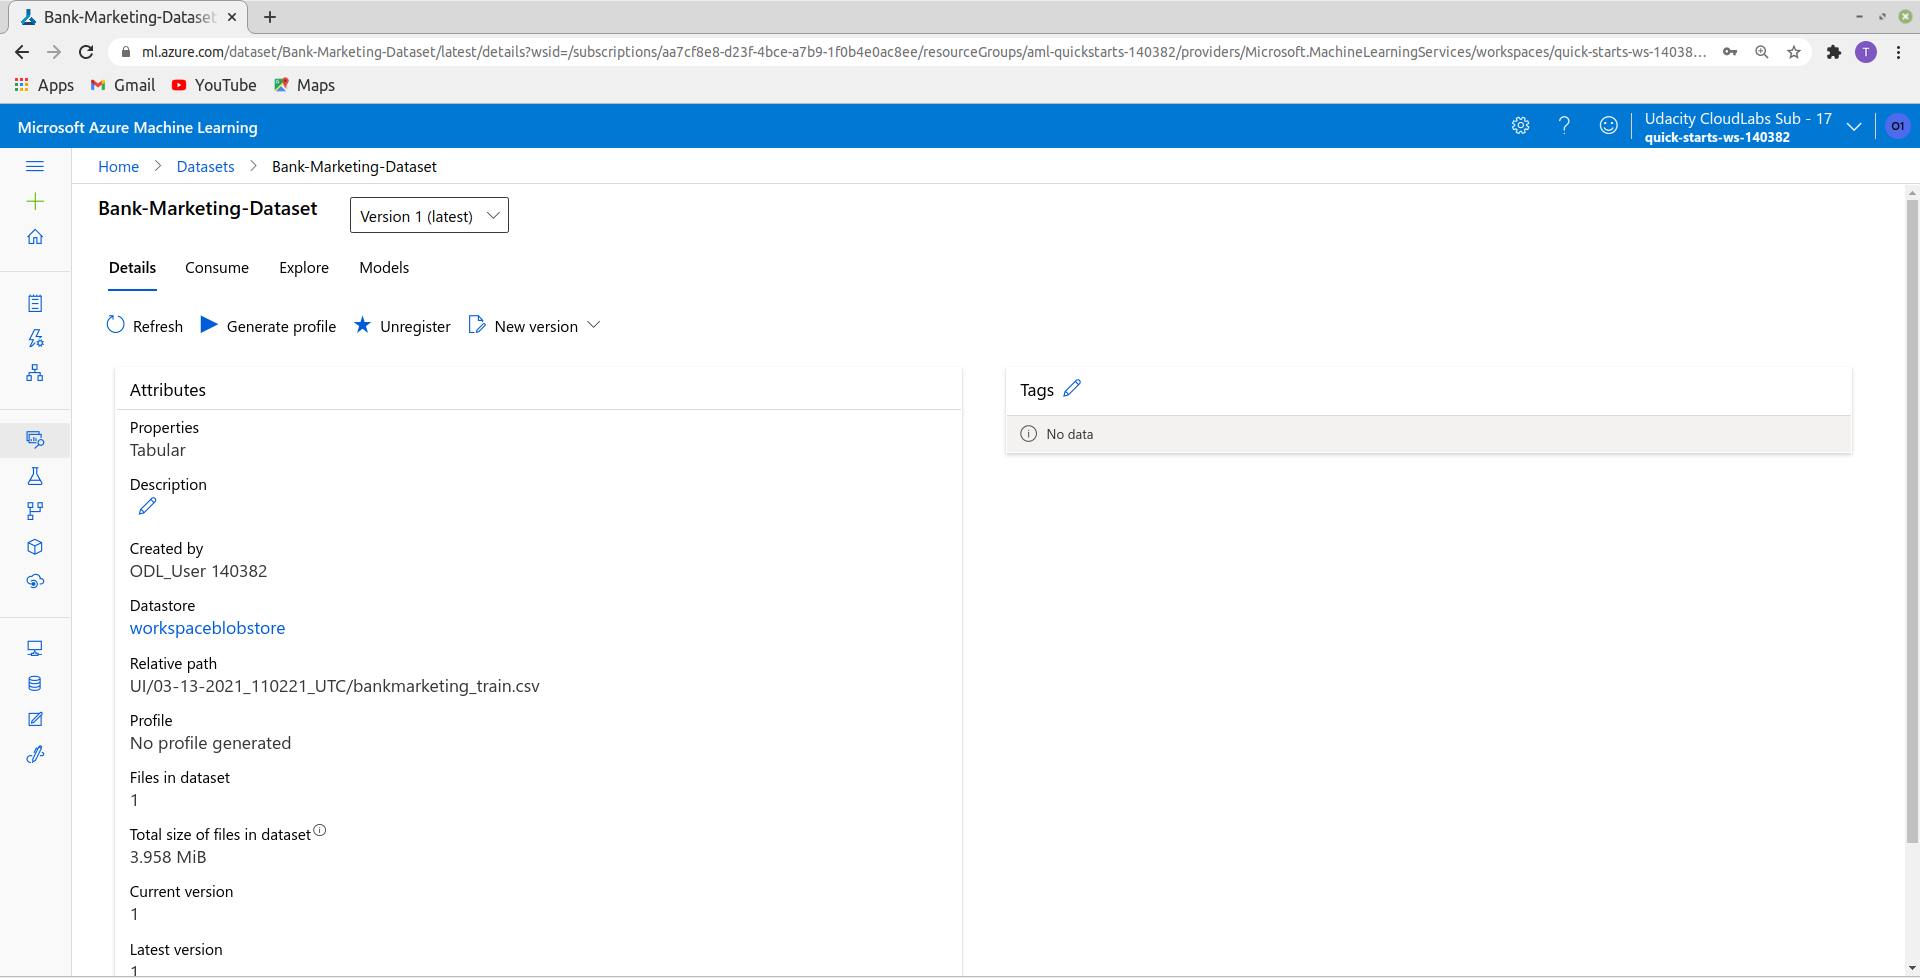 Bank-Marketing-Dataset
ml.azure.com/dataset/Bank-Marketing-Dataset/latest/details?wsid=/subscriptions/aa7cf8e8-d23f-4bce-a7b9-1f0b4e0ac8ee/resourceGroups/aml-quickstarts-140382/providers/Microsoft.MachineLearningServices/workspaces/quick-starts-ws-14038...
T
Apps Gmail YouTube Maps
Microsoft Azure Machine Learning
Udacity CloudLabs Sub - 17
quick-starts-ws-140382
O1
Home > Datasets > Bank-Marketing-Dataset
Bank-Marketing-Dataset
Version 1 (latest)
Details Consume Explore Models
Refresh Generate profile Unregister New version
Attributes
Properties
Tabular
Description
Created by
ODL_User 140382
Datastore
workspaceblobstore
Relative path
UI/03-13-2021_110221_UTC/bankmarketing_train.csv
Profile
No profile generated
Files in dataset
1
Total size of files in dataset
3.958 MiB
Current version
1
Latest version
1
Tags
No data